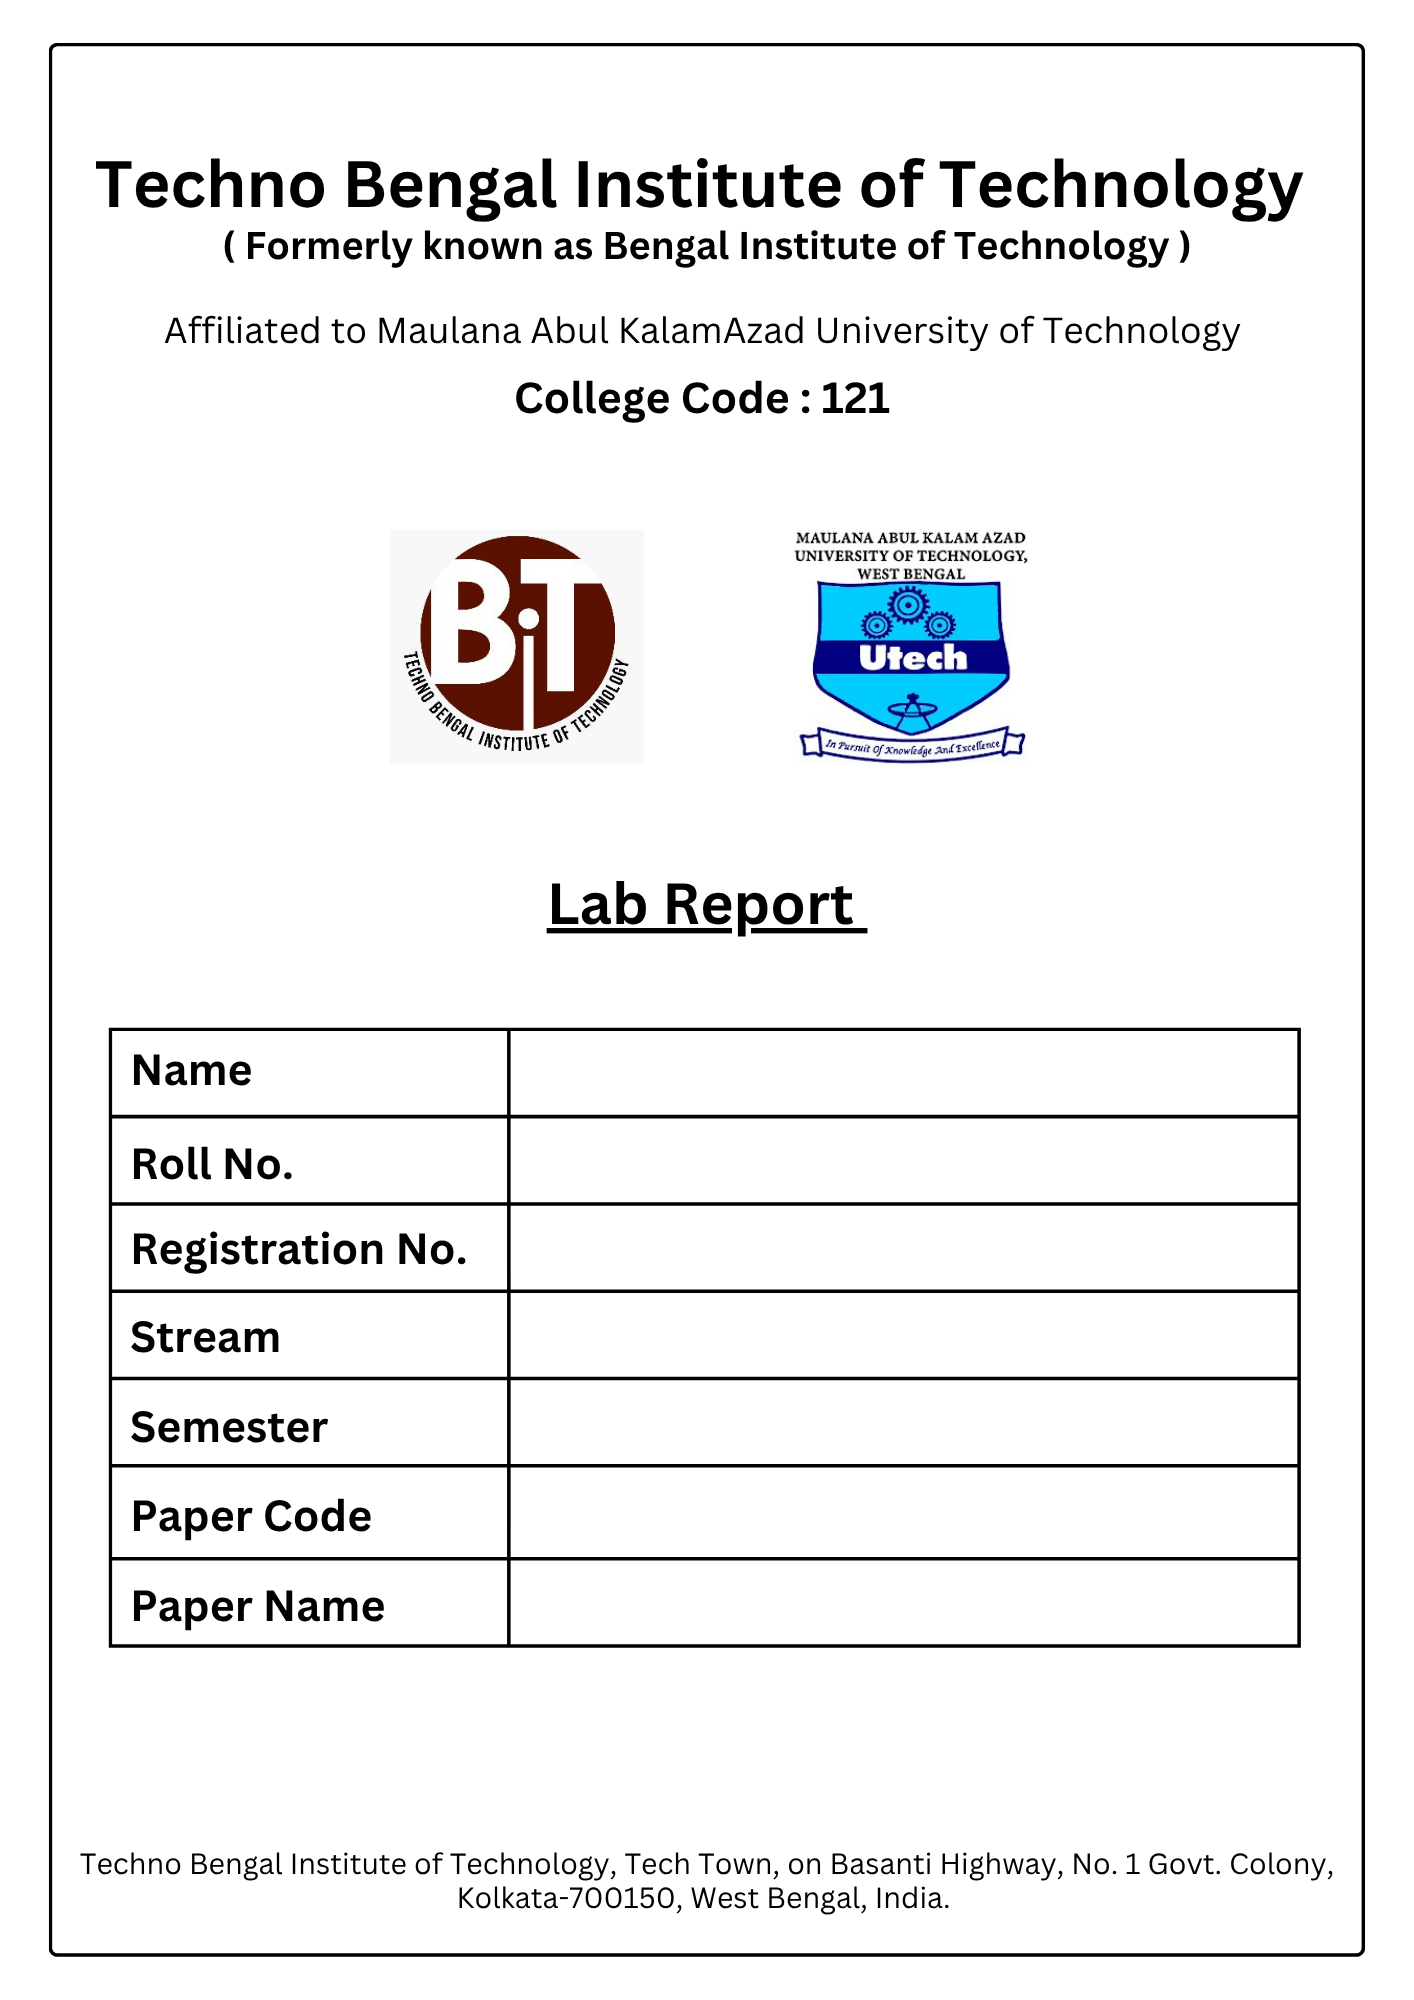 Techno Bengal Institute of Technology
( Formerly known as Bengal Institute of Technology )
Affiliated to Maulana Abul KalamAzad University of Technology
College Code : 121
BiT
TECHNO BENGAL INSTITUTE OF TECHNOLOGY
MAULANA ABUL KALAM AZAD
UNIVERSITY OF TECHNOLOGY,
WEST BENGAL
Utech
In Pursuit Of Knowledge And Excellence
Lab Report
Name
Roll No.
Registration No.
Stream
Semester
Paper Code
Paper Name
Techno Bengal Institute of Technology, Tech Town, on Basanti Highway, No. 1 Govt. Colony,
Kolkata-700150, West Bengal, India.